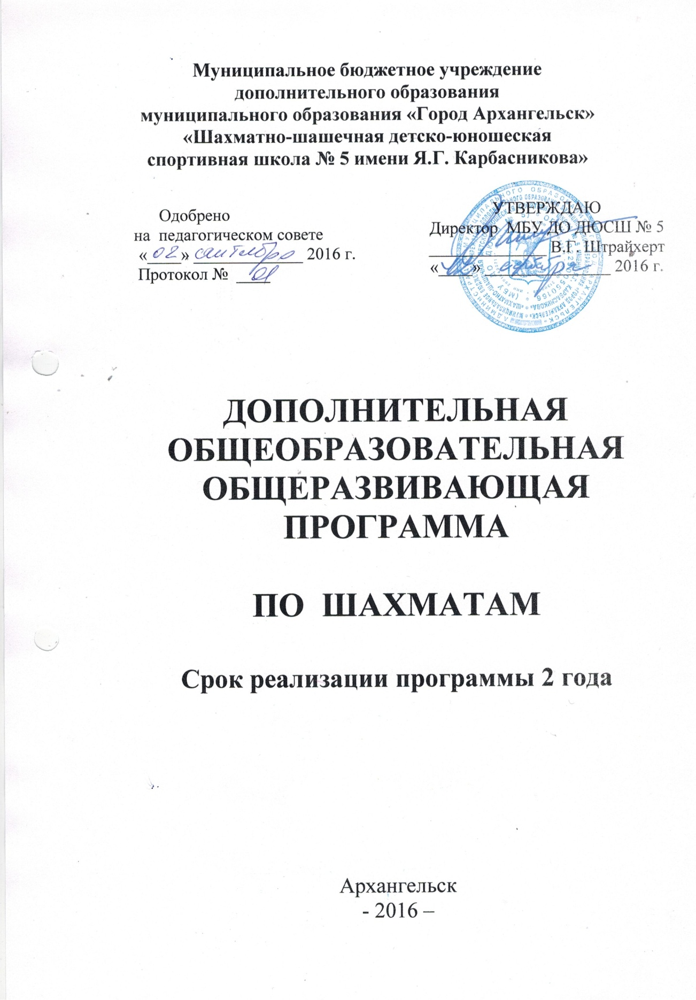 Муниципальное бюджетное учреждение
дополнительного образования
муниципального образования «Город Архангельск»
«Шахматно-шашечная детско-юношеская
спортивная школа № 5 имени Я.Г. Карбасникова»
Одобрено
на педагогическом совете
«02» сентября 2016 г.
Протокол № 01
УТВЕРЖДАЮ
Директор МБУ ДО ДЮСШ № 5
В.Г. Штрайхерт
«02» сентября 2016 г.
ДОПОЛНИТЕЛЬНАЯ
ОБЩЕОБРАЗОВАТЕЛЬНАЯ
ОБЩЕРАЗВИВАЮЩАЯ
ПРОГРАММА
ПО ШАХМАТАМ
Срок реализации программы 2 года
Архангельск
- 2016 –